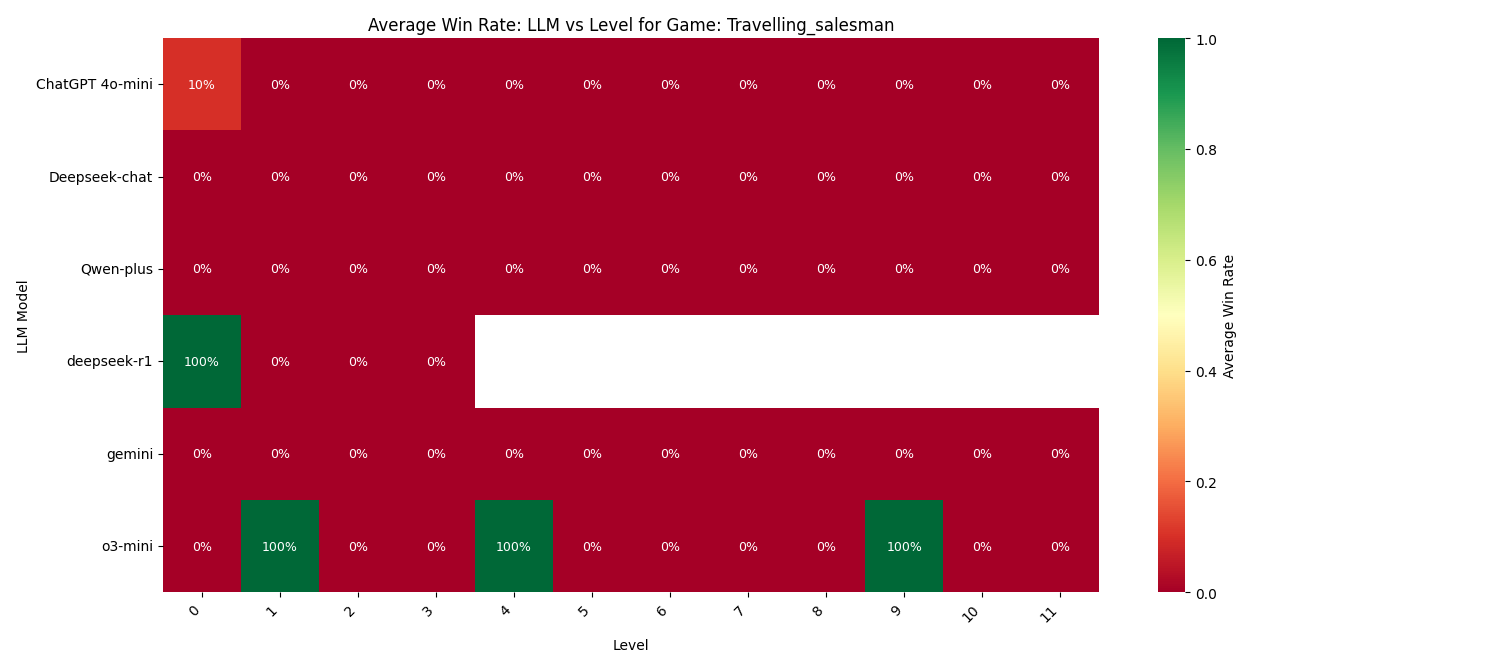 Average Win Rate: LLM vs Level for Game: Travelling_salesman
LLM Model
ChatGPT 4o-mini 10% 0% 0% 0% 0% 0% 0% 0% 0% 0% 0% 0%
Deepseek-chat 0% 0% 0% 0% 0% 0% 0% 0% 0% 0% 0% 0%
Qwen-plus 0% 0% 0% 0% 0% 0% 0% 0% 0% 0% 0% 0%
deepseek-r1 100% 0% 0% 0%
gemini 0% 0% 0% 0% 0% 0% 0% 0% 0% 0% 0% 0%
o3-mini 0% 100% 0% 0% 100% 0% 0% 0% 0% 100% 0% 0%
0 1 2 3 4 5 6 7 8 9 10 11
Level
1.0
0.8
0.6
0.4
0.2
0.0
Average Win Rate